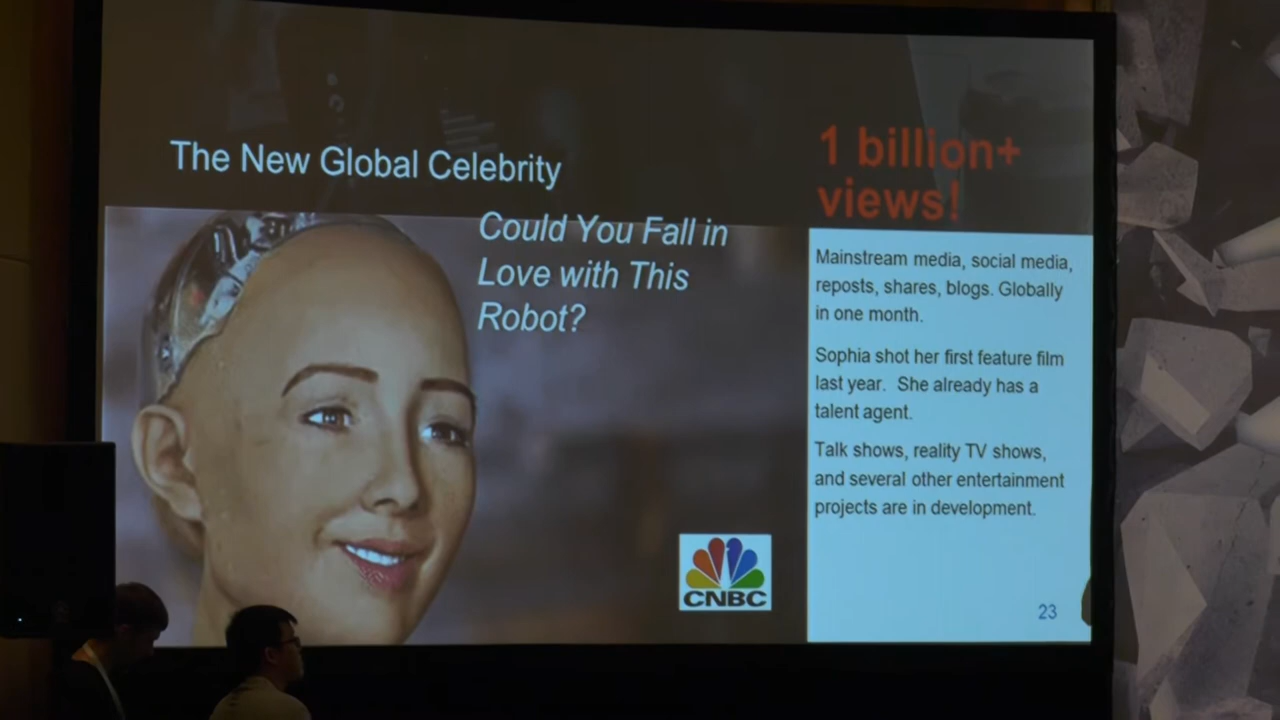 The New Global Celebrity
Could You Fall in
Love with This
Robot?
CNBC
1 billion+
views!
Mainstream media, social media,
reposts, shares, blogs. Globally
in one month.
Sophia shot her first feature film
last year. She already has a
talent agent.
Talk shows, reality TV shows,
and several other entertainment
projects are in development.
23